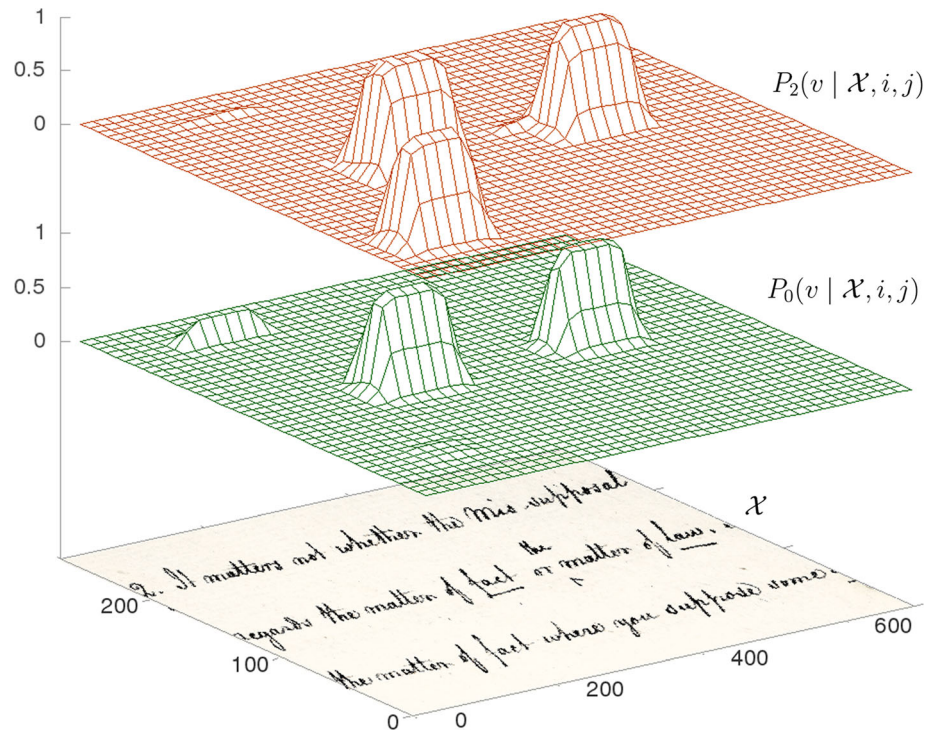 1
0.5
P₂(v | 𝒳, i, j)
0
1
0.5
P₀(v | 𝒳, i, j)
0
𝒳
2. It matters not whether the Mis-supposal
the
regards the matter of fact or matter of Law.
the matter of fact where you suppose some
200
100
0
0
200
400
600